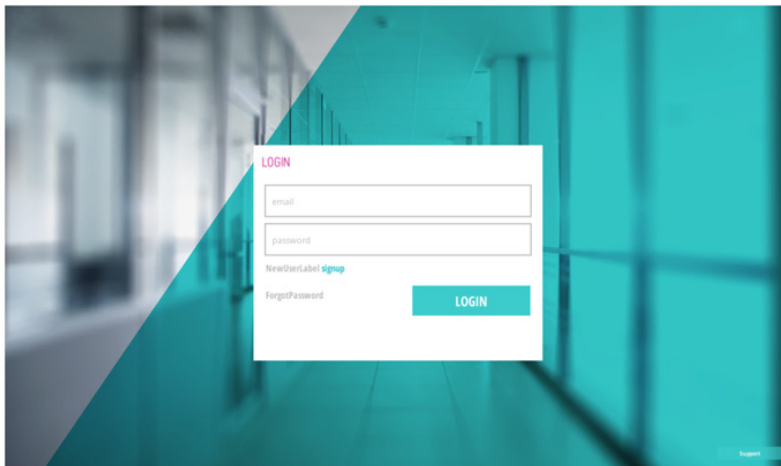 LOGIN
email
password
NewUserLabel signup
ForgotPassword
LOGIN
Support